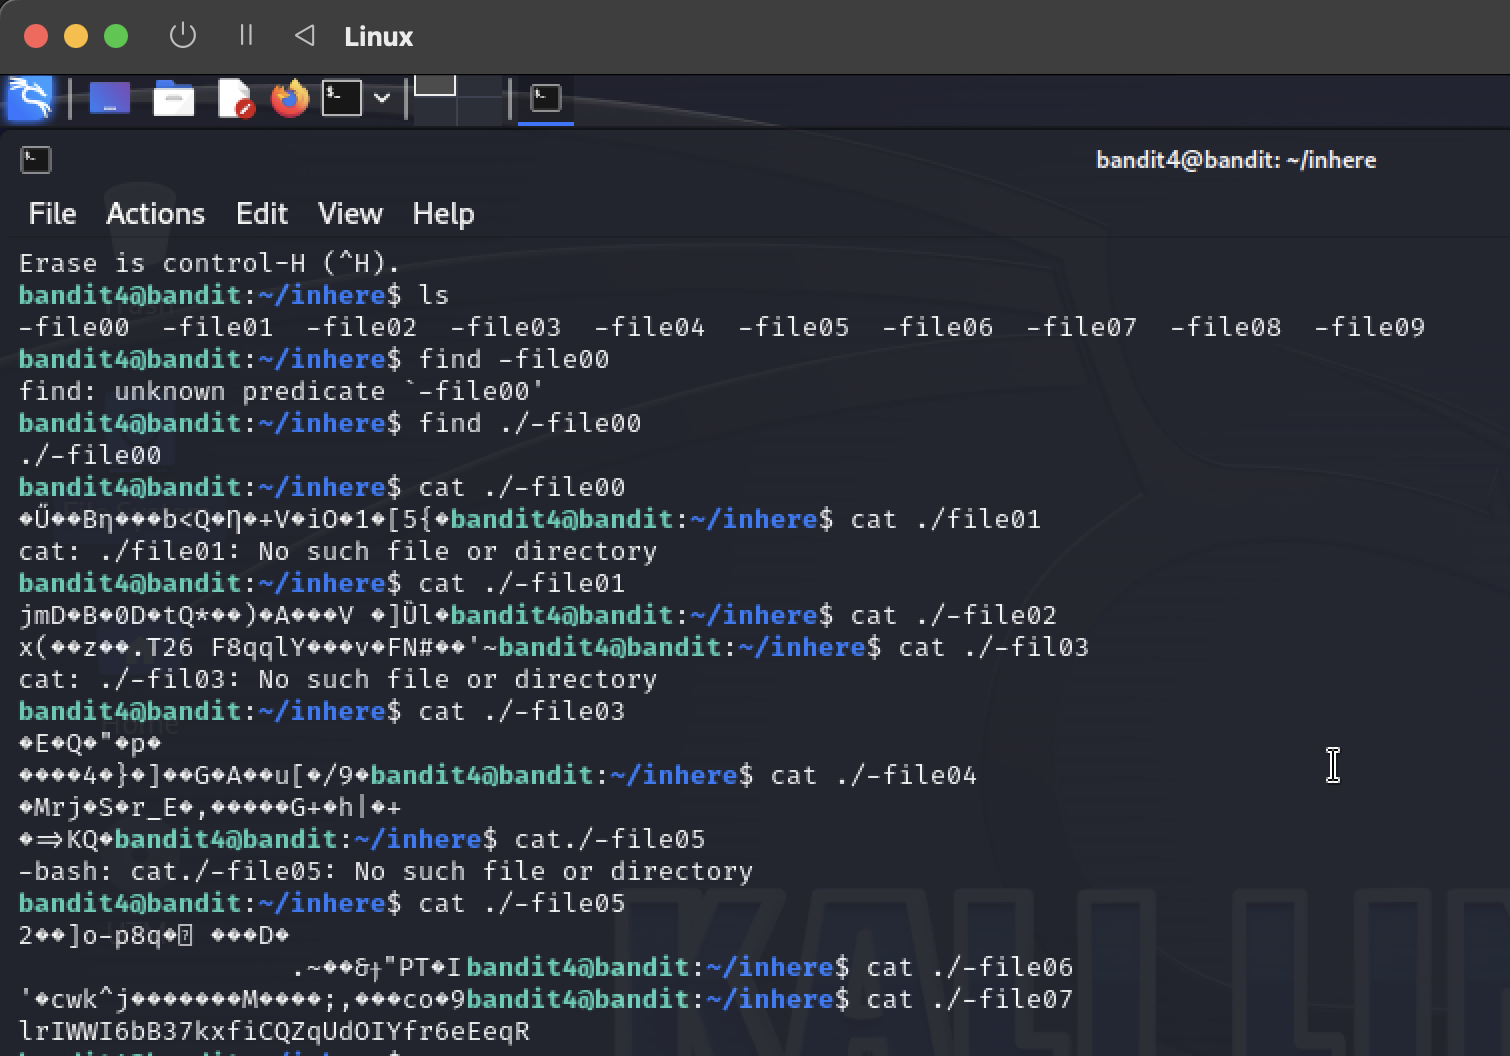 Linux
bandit4@bandit: ~/inhere
File Actions Edit View Help
Erase is control-H (^H).
bandit4@bandit:~/inhere$ ls
-file00 -file01 -file02 -file03 -file04 -file05 -file06 -file07 -file08 -file09
bandit4@bandit:~/inhere$ find -file00
find: unknown predicate `-file00'
bandit4@bandit:~/inhere$ find ./-file00
./-file00
bandit4@bandit:~/inhere$ cat ./-file00
�Ű��Bη���b<Q�Ƞ�+V�iO�1�[5{�bandit4@bandit:~/inhere$ cat ./file01
cat: ./file01: No such file or directory
bandit4@bandit:~/inhere$ cat ./-file01
jmD�B�0D�tQ*��)�A���V �]Ül�bandit4@bandit:~/inhere$ cat ./-file02
x(��z��.T26 F8qqlY���v�FN#��'~bandit4@bandit:~/inhere$ cat ./-fil03
cat: ./-fil03: No such file or directory
bandit4@bandit:~/inhere$ cat ./-file03
�E�Q�"�p�
����4�}�]��G�A��u[�/9�bandit4@bandit:~/inhere$ cat ./-file04
�Mrj�S�r_E�,�����G+�h|�+
�=>KQ�bandit4@bandit:~/inhere$ cat./-file05
-bash: cat./-file05: No such file or directory
bandit4@bandit:~/inhere$ cat ./-file05
2��]o-p8q� ���D�
.~��&"PT�Ibandit4@bandit:~/inhere$ cat ./-file06
'�cwk^j�������M����;,���co�9bandit4@bandit:~/inhere$ cat ./-file07
lrIWWI6bB37kxfiCQZqUdOIYfr6eEeqR